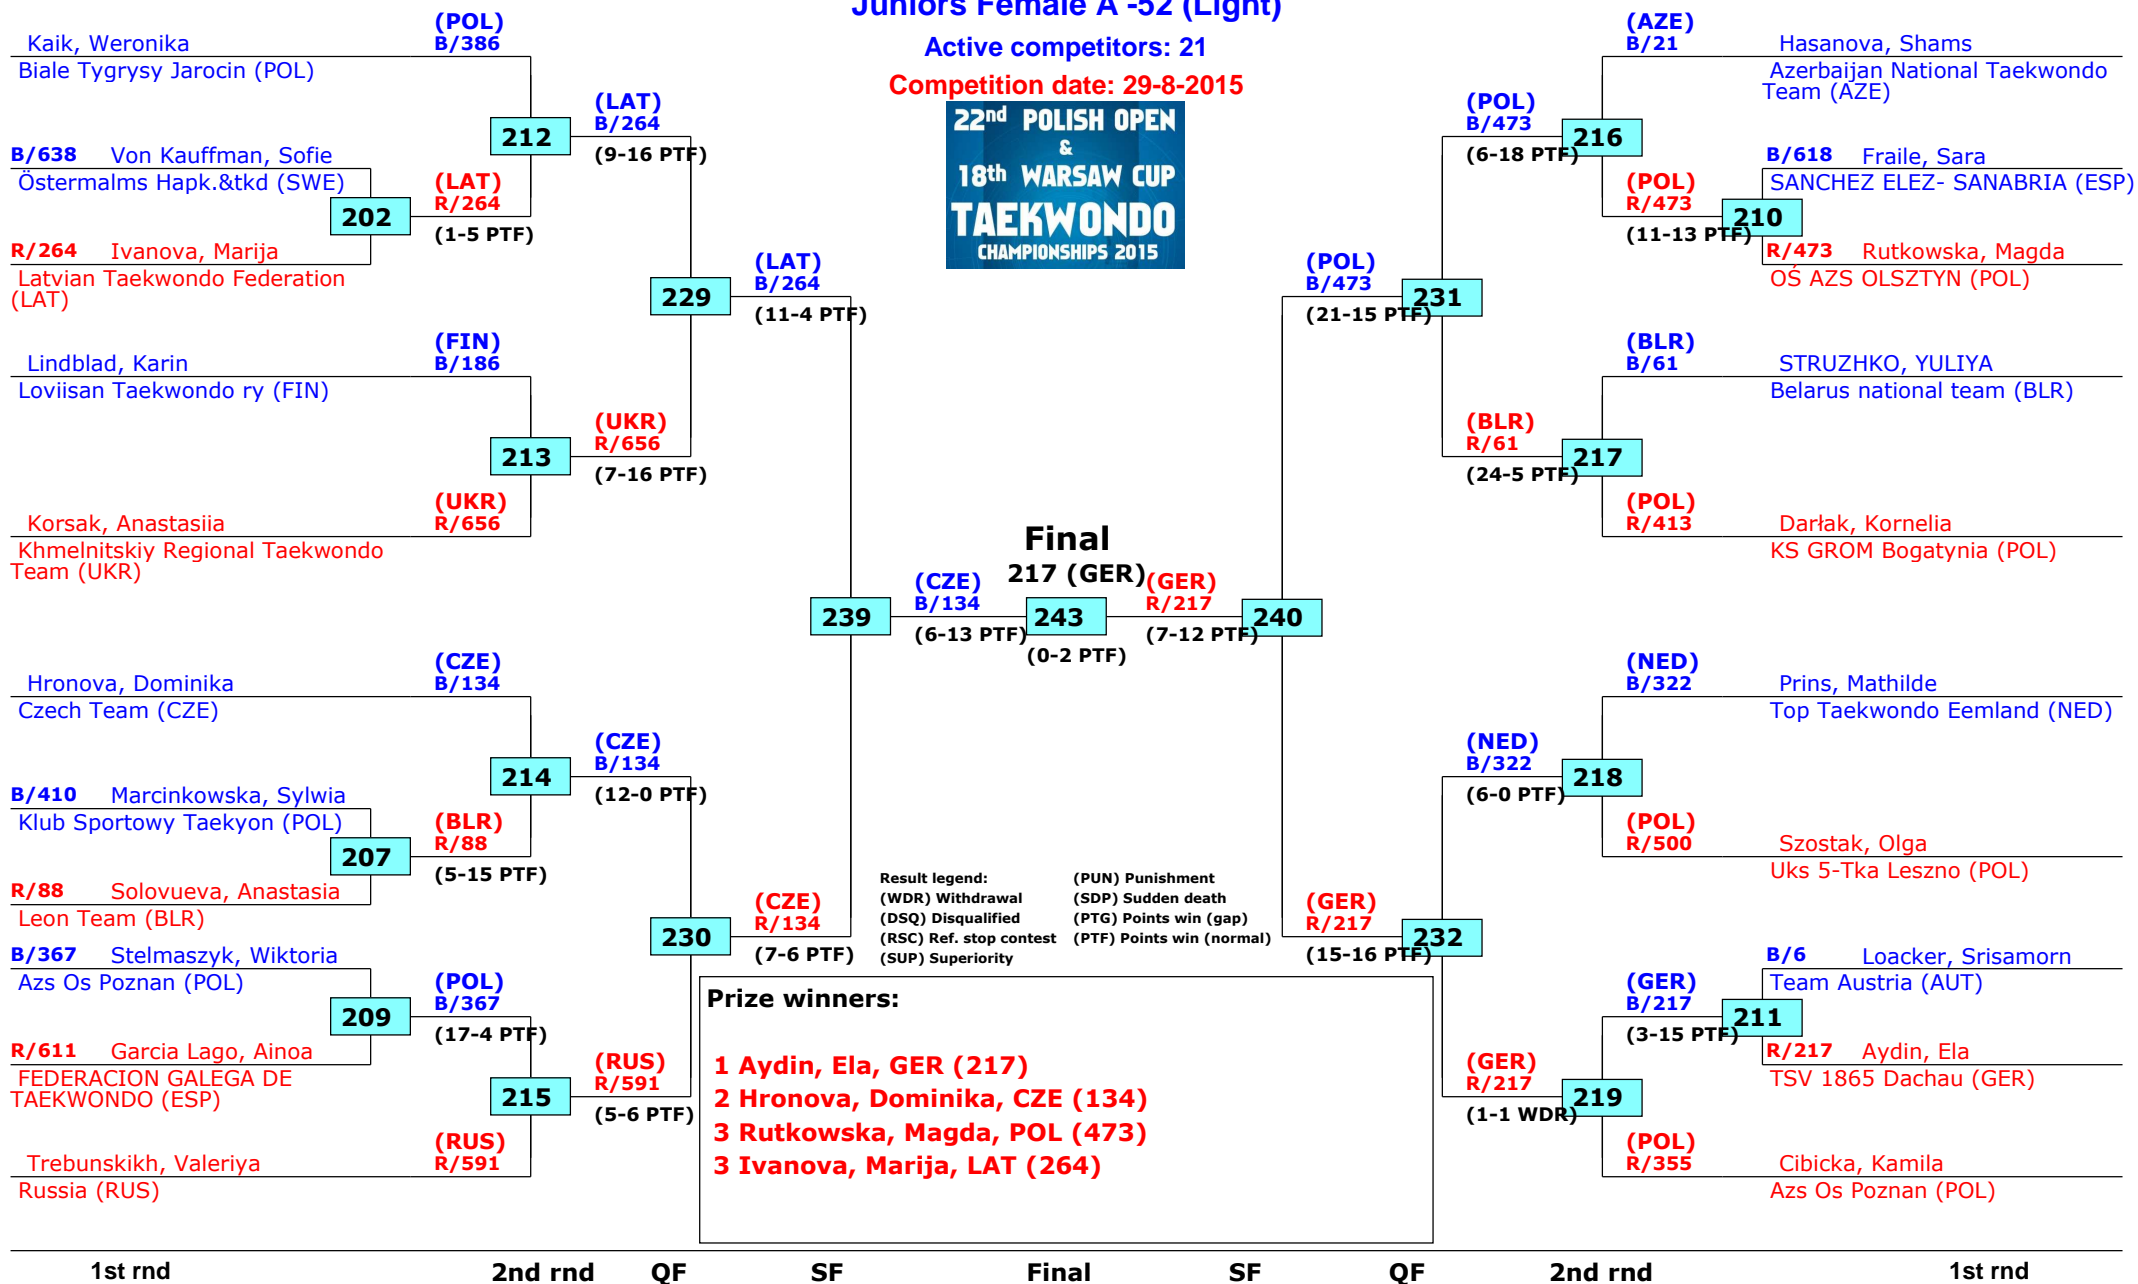 Juniors Female A -52 (Light)
Active competitors: 21
Competition date: 29-8-2015
22nd POLISH OPEN
&
18th WARSAW CUP
TAEKWONDO
CHAMPIONSHIPS 2015
Kaik, Weronika
Biale Tygrysy Jarocin (POL)
(POL)
B/386
B/638 Von Kauffman, Sofie
Östermalms Hapk.&tkd (SWE)
202
R/264 Ivanova, Marija
Latvian Taekwondo Federation
(LAT)
(LAT)
R/264
(1-5 PTF)
212
(LAT)
B/264
(9-16 PTF)
Lindblad, Karin
Loviisan Taekwondo ry (FIN)
(FIN)
B/186
213
Korsak, Anastasiia
Khmelnitskiy Regional Taekwondo
Team (UKR)
(UKR)
R/656
(UKR)
R/656
(7-16 PTF)
229
(LAT)
B/264
(11-4 PTF)
Hronova, Dominika
Czech Team (CZE)
(CZE)
B/134
B/410 Marcinkowska, Sylwia
Klub Sportowy Taekyon (POL)
207
R/88 Solovueva, Anastasia
Leon Team (BLR)
(BLR)
R/88
(5-15 PTF)
214
(CZE)
B/134
(12-0 PTF)
B/367 Stelmaszyk, Wiktoria
Azs Os Poznan (POL)
209
R/611 Garcia Lago, Ainoa
FEDERACION GALEGA DE
TAEKWONDO (ESP)
(POL)
B/367
(17-4 PTF)
215
Trebunskikh, Valeriya
Russia (RUS)
(RUS)
R/591
(RUS)
R/591
(5-6 PTF)
230
(CZE)
R/134
(7-6 PTF)
239
(CZE)
B/134
(6-13 PTF)
Final
217 (GER)
243
(0-2 PTF)
(GER)
R/217
(7-12 PTF)
240
(AZE)
B/21
Hasanova, Shams
Azerbaijan National Taekwondo
Team (AZE)
(POL)
B/473
(6-18 PTF)
216
B/618 Fraile, Sara
SANCHEZ ELEZ- SANABRIA (ESP)
(POL)
R/473
(11-13 PTF)
210
R/473 Rutkowska, Magda
OŚ AZS OLSZTYN (POL)
(POL)
B/473
(21-15 PTF)
231
(BLR)
B/61
STRUZHKO, YULIYA
Belarus national team (BLR)
(BLR)
R/61
(24-5 PTF)
217
(POL)
R/413
Darłak, Kornelia
KS GROM Bogatynia (POL)
(NED)
B/322
Prins, Mathilde
Top Taekwondo Eemland (NED)
(NED)
B/322
(6-0 PTF)
218
(POL)
R/500
Szostak, Olga
Uks 5-Tka Leszno (POL)
(GER)
R/217
(15-16 PTF)
232
B/6 Loacker, Srisamorn
Team Austria (AUT)
(GER)
B/217
(3-15 PTF)
211
R/217 Aydin, Ela
TSV 1865 Dachau (GER)
(GER)
R/217
(1-1 WDR)
219
(POL)
R/355
Cibicka, Kamila
Azs Os Poznan (POL)
Result legend:
(WDR) Withdrawal
(DSQ) Disqualified
(RSC) Ref. stop contest
(SUP) Superiority
(PUN) Punishment
(SDP) Sudden death
(PTG) Points win (gap)
(PTF) Points win (normal)
Prize winners:
1 Aydin, Ela, GER (217)
2 Hronova, Dominika, CZE (134)
3 Rutkowska, Magda, POL (473)
3 Ivanova, Marija, LAT (264)
1st rnd 2nd rnd QF SF Final SF QF 2nd rnd 1st rnd